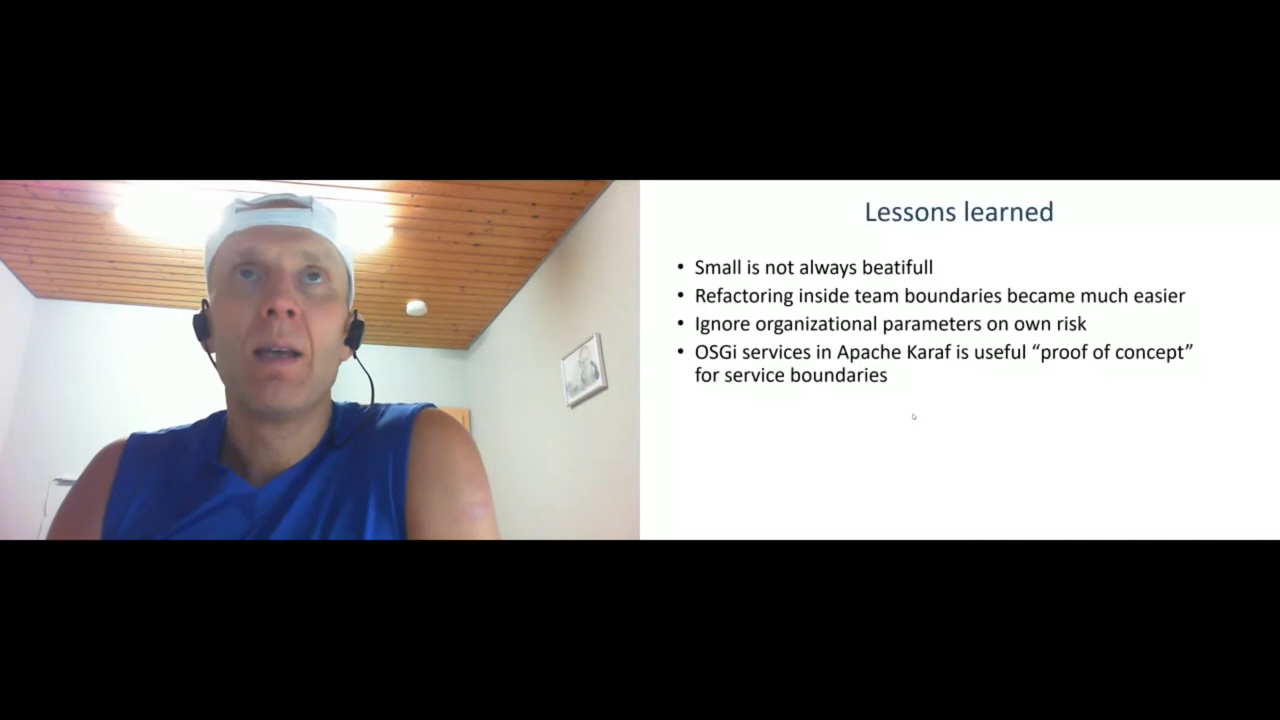 Lessons learned
• Small is not always beatifull
• Refactoring inside team boundaries became much easier
• Ignore organizational parameters on own risk
• OSGi services in Apache Karaf is useful “proof of concept”
for service boundaries